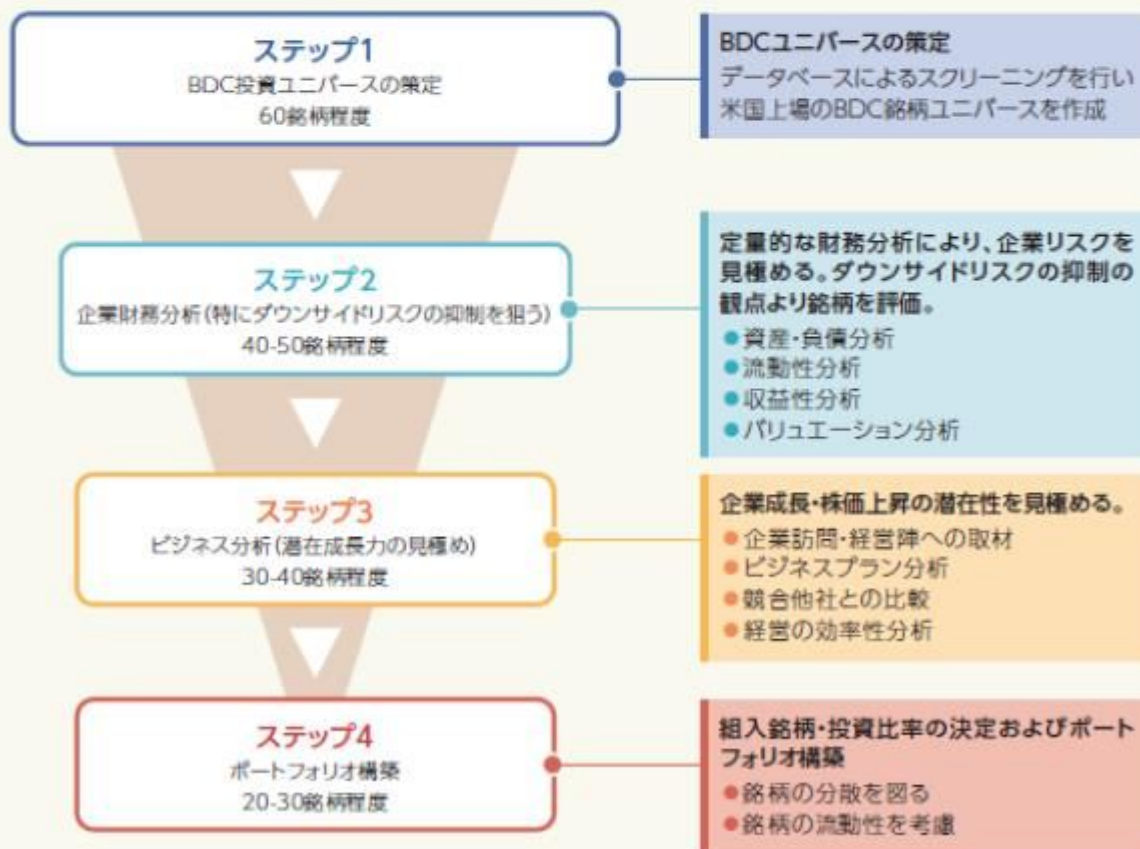 ステップ1
BDC投資ユニバースの策定
60銘柄程度
BDCユニバースの策定
データベースによるスクリーニングを行い
米国上場のBDC銘柄ユニバースを作成
ステップ2
企業財務分析(特にダウンサイドリスクの抑制を狙う)
40-50銘柄程度
定量的な財務分析により、企業リスクを
見極める。ダウンサイドリスクの抑制の
観点より銘柄を評価。
●資産・負債分析
●流動性分析
●収益性分析
●バリュエーション分析
ステップ3
ビジネス分析(潜在成長力の見極め)
30-40銘柄程度
企業成長・株価上昇の潜在性を見極める。
●企業訪問・経営陣への取材
●ビジネスプラン分析
●競合他社との比較
●経営の効率性分析
ステップ4
ポートフォリオ構築
20-30銘柄程度
組入銘柄・投資比率の決定およびポート
フォリオ構築
●銘柄の分散を図る
●銘柄の流動性を考慮